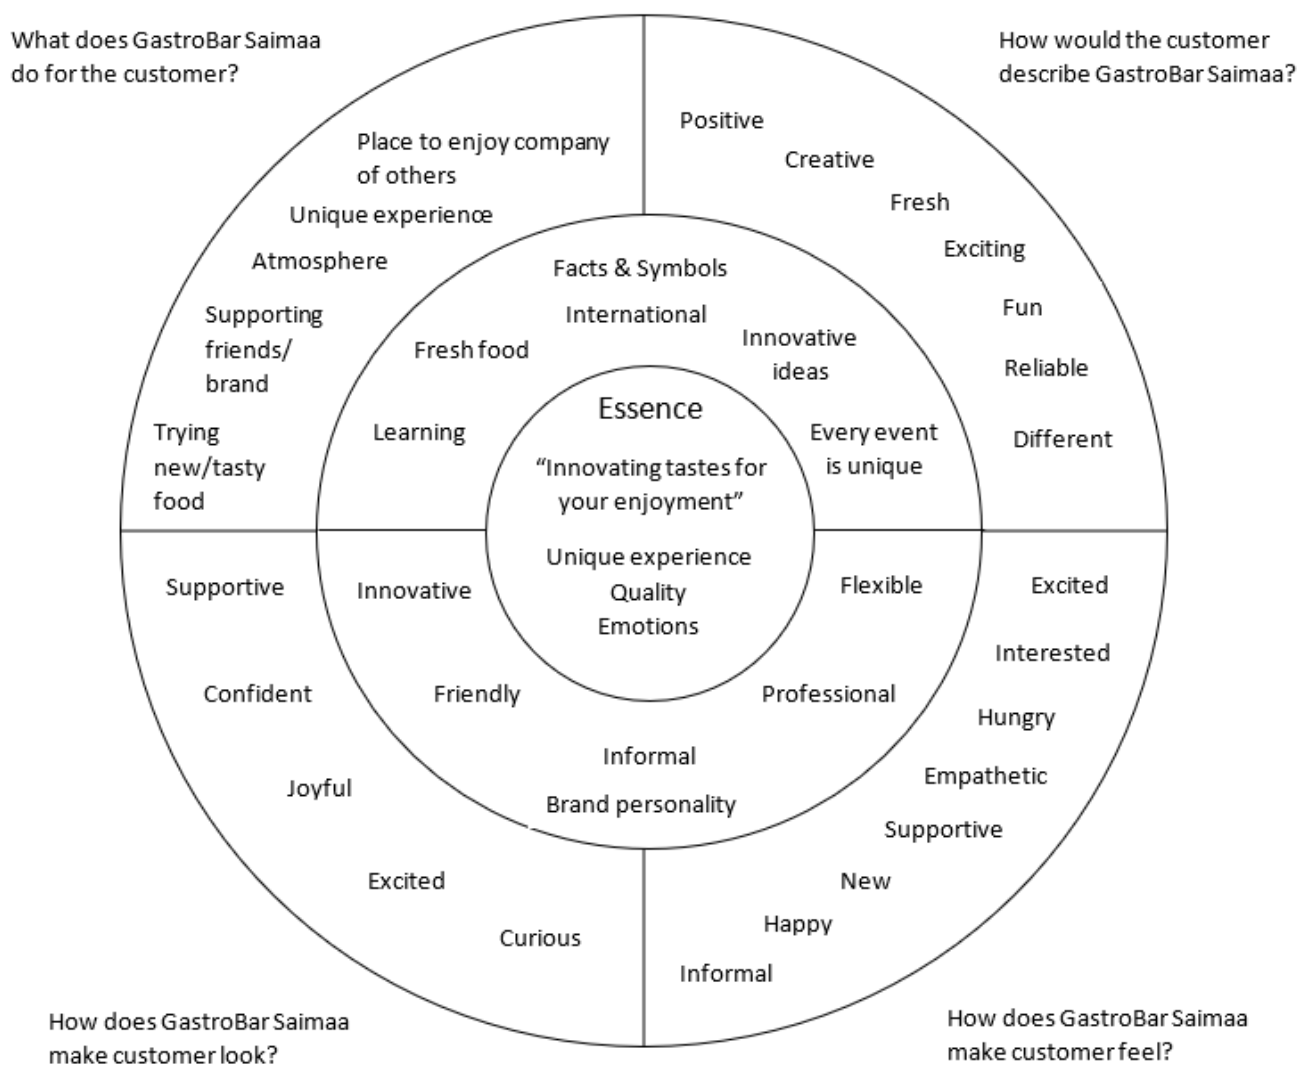 What does GastroBar Saimaa
do for the customer?
How would the customer
describe GastroBar Saimaa?
Place to enjoy company
of others
Unique experience
Atmosphere
Supporting
friends/
brand
Trying
new/tasty
food
Positive
Creative
Fresh
Exciting
Fun
Reliable
Different
Facts & Symbols
International
Fresh food
Innovative
ideas
Learning
Every event
is unique
Essence
“Innovating tastes for
your enjoyment”
Unique experience
Quality
Emotions
Innovative
Flexible
Friendly
Professional
Informal
Brand personality
Supportive
Confident
Joyful
Excited
Curious
Excited
Interested
Hungry
Empathetic
Supportive
New
Happy
Informal
How does GastroBar Saimaa
make customer look?
How does GastroBar Saimaa
make customer feel?